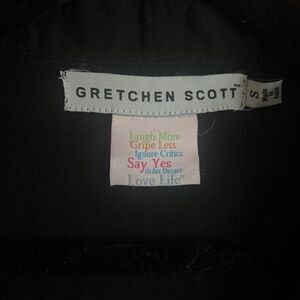 GRETCHEN SCOTT
S
Laugh More
Gripe Less
Ignore Critics
Say Yes
Order Dessert
Love Life